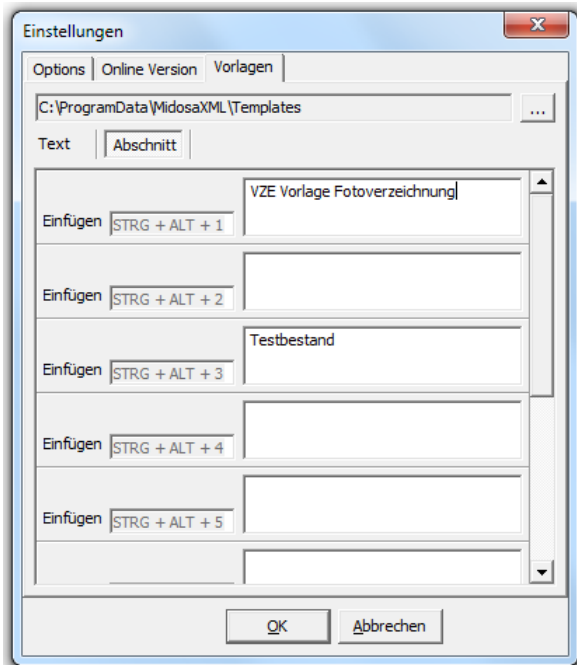 Einstellungen
Options Online Version Vorlagen
C:\ProgramData\MidosaXML\Templates ...
Text Abschnitt
VZE Vorlage Fotoverzeichnung
Einfügen STRG + ALT + 1
Einfügen STRG + ALT + 2
Testbestand
Einfügen STRG + ALT + 3
Einfügen STRG + ALT + 4
Einfügen STRG + ALT + 5
OK Abbrechen